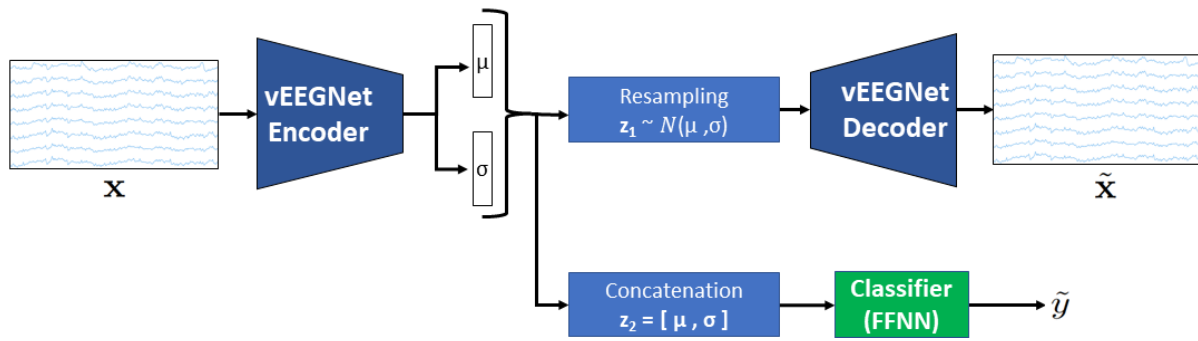 x
vEEGNet
Encoder
μ
σ
Resampling
z₁ ~ N(μ ,σ)
vEEGNet
Decoder
x̃
Concatenation
z₂ = [ μ , σ ]
Classifier
(FFNN)
ỹ